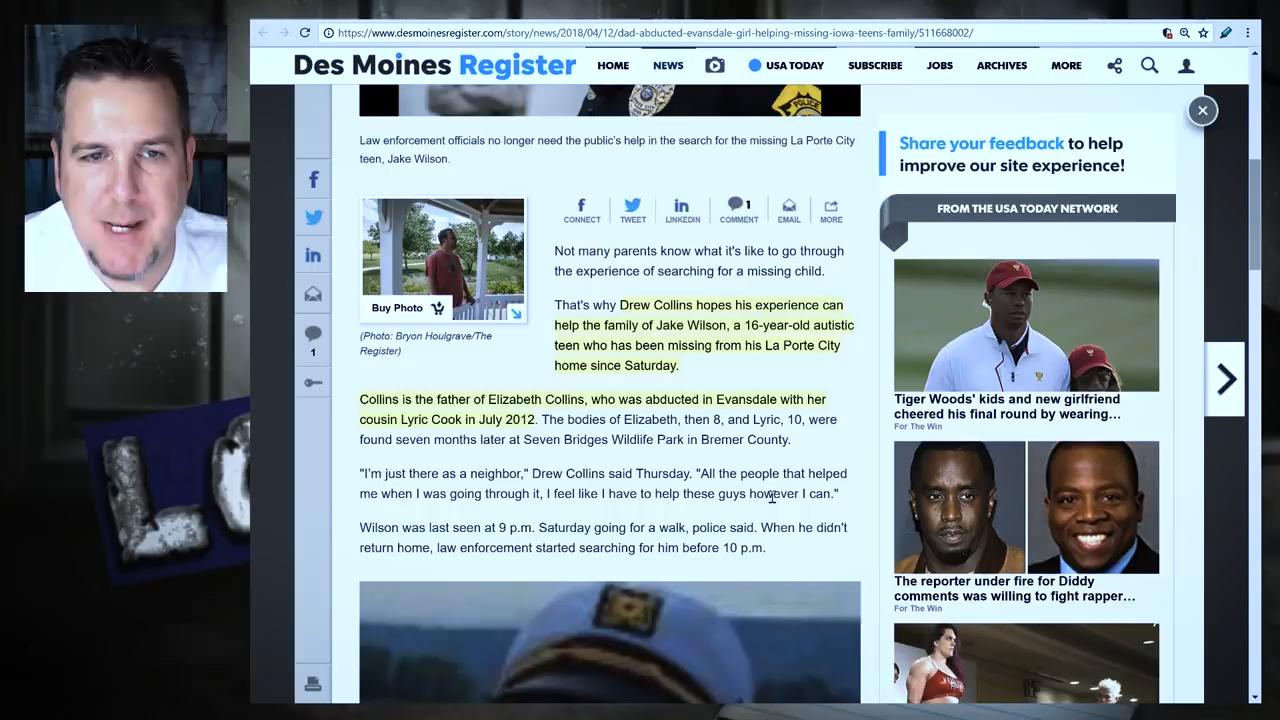 https://www.desmoinesregister.com/story/news/2018/04/12/dad-abducted-evansdale-girl-helping-missing-iowa-teens-family/511668002/
Des Moines Register
HOME
NEWS
USA TODAY
SUBSCRIBE
JOBS
ARCHIVES
MORE
POLICE
Law enforcement officials no longer need the public's help in the search for the missing La Porte City
teen, Jake Wilson.
CONNECT
TWEET
LINKEDIN
1
COMMENT
EMAIL
MORE
Buy Photo
(Photo: Bryon Houlgrave/The
Register)
1
Not many parents know what it's like to go through
the experience of searching for a missing child.
That's why Drew Collins hopes his experience can
help the family of Jake Wilson, a 16-year-old autistic
teen who has been missing from his La Porte City
home since Saturday.
Collins is the father of Elizabeth Collins, who was abducted in Evansdale with her
cousin Lyric Cook in July 2012. The bodies of Elizabeth, then 8, and Lyric, 10, were
found seven months later at Seven Bridges Wildlife Park in Bremer County.
"I'm just there as a neighbor," Drew Collins said Thursday. "All the people that helped
me when I was going through it, I feel like I have to help these guys however I can."
Wilson was last seen at 9 p.m. Saturday going for a walk, police said. When he didn't
return home, law enforcement started searching for him before 10 p.m.
Share your feedback to help
improve our site experience!
FROM THE USA TODAY NETWORK
Tiger Woods' kids and new girlfriend
cheered his final round by wearing…
For The Win
The reporter under fire for Diddy
comments was willing to fight rapper…
For The Win
LO